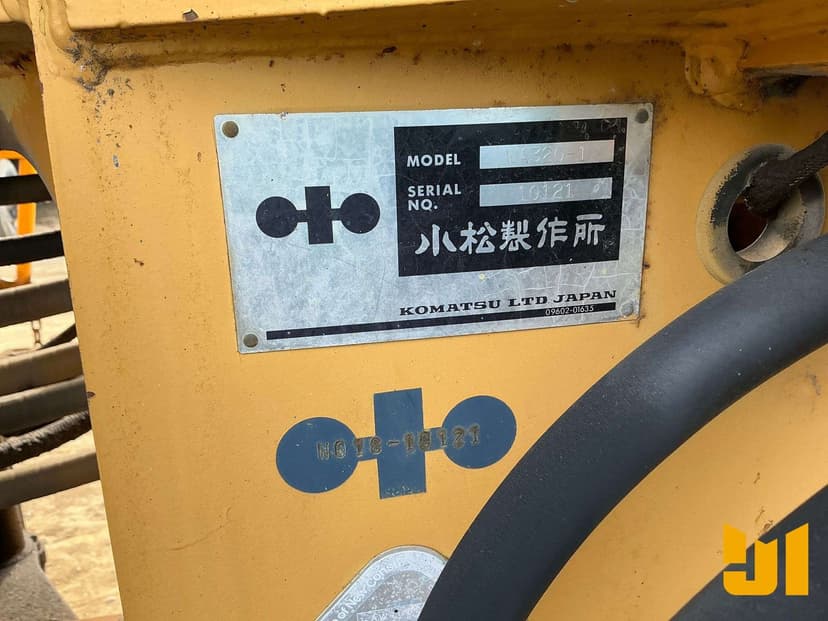 MODEL
SERIAL NO. 10121
小松製作所
KOMATSU LTD JAPAN
09602-01635